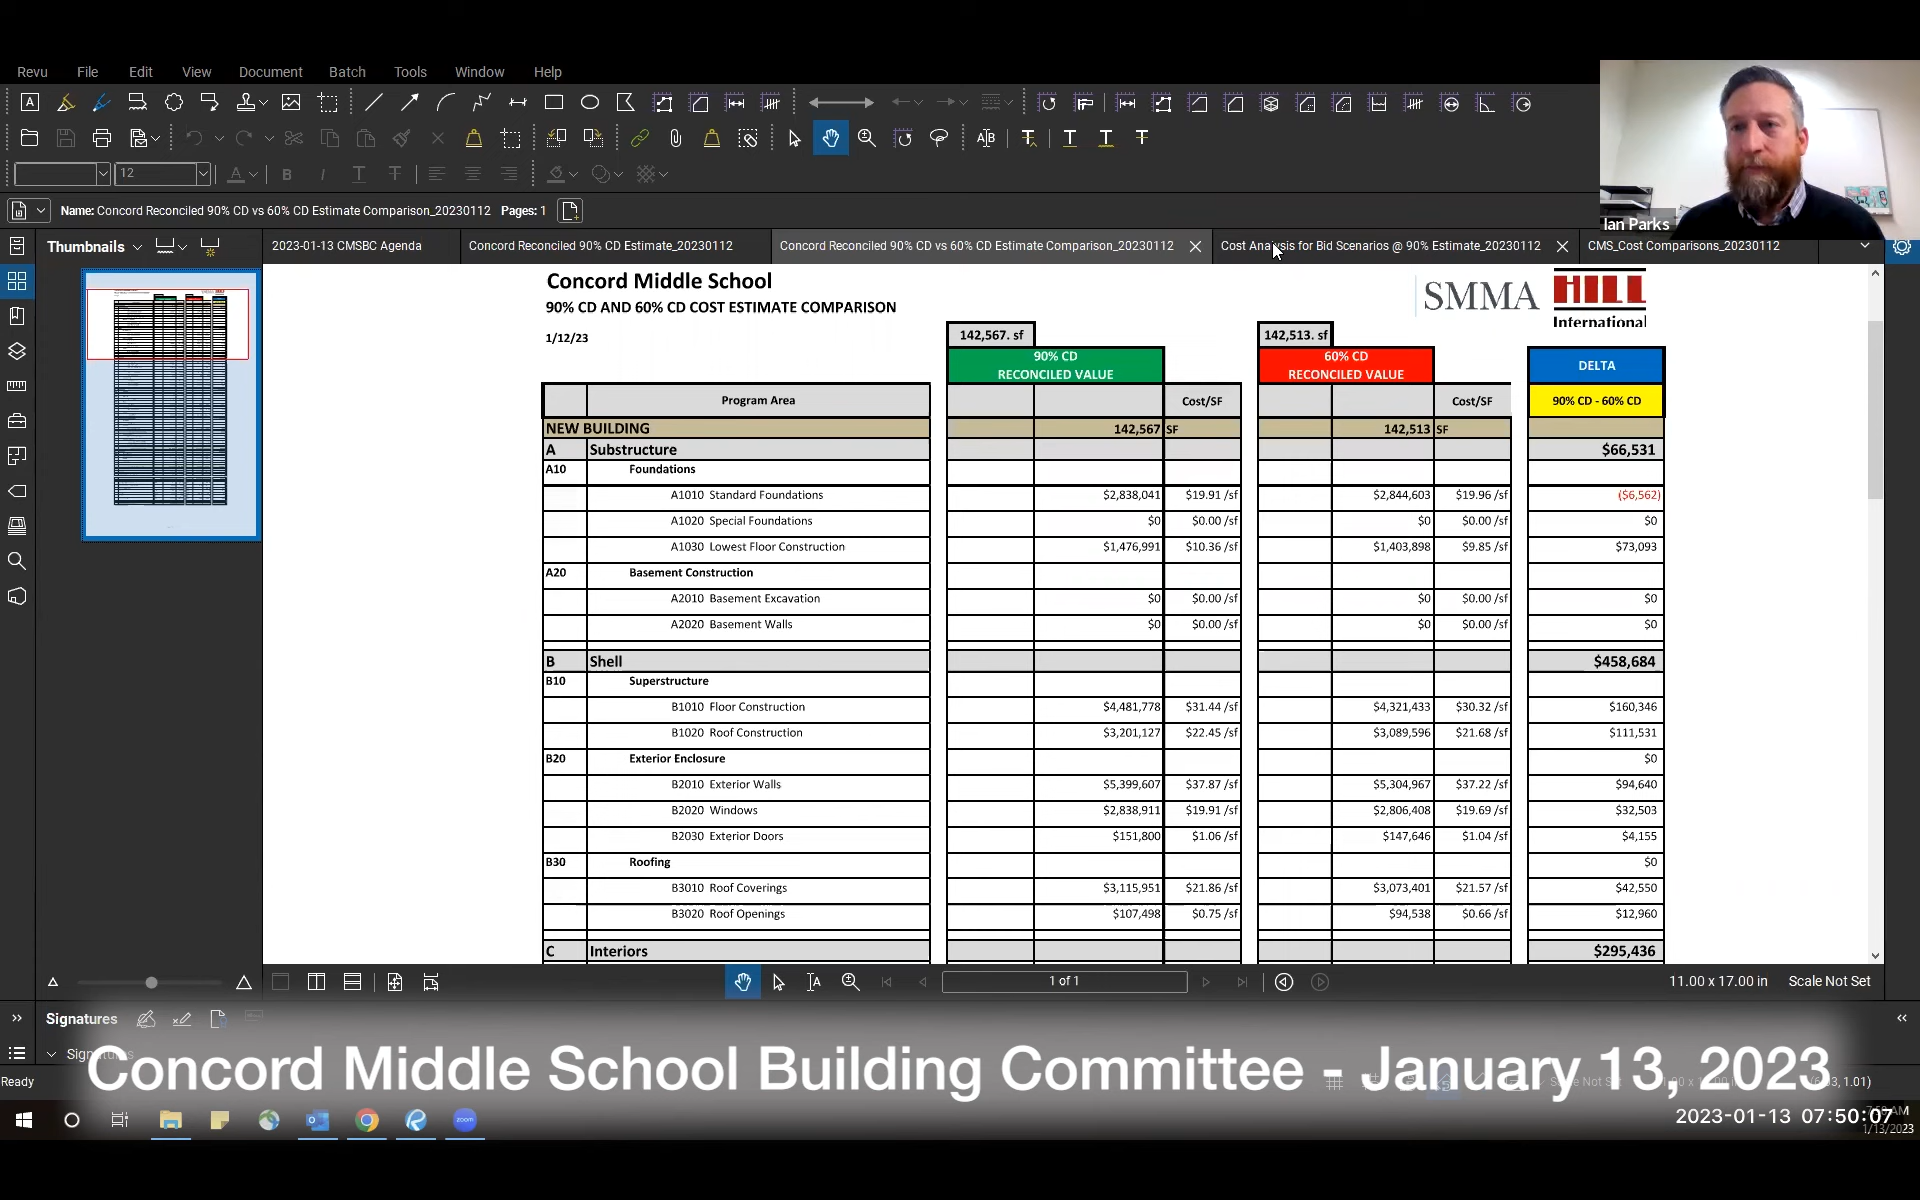 Revu File Edit View Document Batch Tools Window Help
12
Name: Concord Reconciled 90% CD vs 60% CD Estimate Comparison_20230112 Pages: 1
Ian Parks
Thumbnails
2023-01-13 CMSBC Agenda
Concord Reconciled 90% CD Estimate_20230112
Concord Reconciled 90% CD vs 60% CD Estimate Comparison_20230112
Cost Analysis for Bid Scenarios @ 90% Estimate_20230112
CMS_Cost Comparisons_20230112
Concord Middle School
90% CD AND 60% CD COST ESTIMATE COMPARISON
1/12/23
SMMA
HILL
International
142,567. sf 142,513. sf
90% CD
RECONCILED VALUE
60% CD
RECONCILED VALUE
DELTA
Program Area Cost/SF Cost/SF 90% CD - 60% CD
NEW BUILDING 142,567 SF 142,513 SF
A Substructure $66,531
A10 Foundations
A1010 Standard Foundations $2,838,041 $19.91 /sf $2,844,603 $19.96 /sf ($6,562)
A1020 Special Foundations $0 $0.00 /sf $0 $0.00 /sf $0
A1030 Lowest Floor Construction $1,476,991 $10.36 /sf $1,403,898 $9.85 /sf $73,093
A20 Basement Construction
A2010 Basement Excavation $0 $0.00 /sf $0 $0.00 /sf $0
A2020 Basement Walls $0 $0.00 /sf $0 $0.00 /sf $0
B Shell $458,684
B10 Superstructure
B1010 Floor Construction $4,481,778 $31.44 /sf $4,321,433 $30.32 /sf $160,346
B1020 Roof Construction $3,201,127 $22.45 /sf $3,089,596 $21.68 /sf $111,531
B20 Exterior Enclosure $0
B2010 Exterior Walls $5,399,607 $37.87 /sf $5,304,967 $37.22 /sf $94,640
B2020 Windows $2,838,911 $19.91 /sf $2,806,408 $19.69 /sf $32,503
B2030 Exterior Doors $151,800 $1.06 /sf $147,646 $1.04 /sf $4,155
B30 Roofing $0
B3010 Roof Coverings $3,115,951 $21.86 /sf $3,073,401 $21.57 /sf $42,550
B3020 Roof Openings $107,498 $0.75 /sf $94,538 $0.66 /sf $12,960
C Interiors $295,436
1 of 1 11.00 x 17.00 in Scale Not Set
Signatures
Signatures
Concord Middle School Building Committee - January 13, 2023
Ready
zoom
2023-01-13 07:50:07
1/13/2023